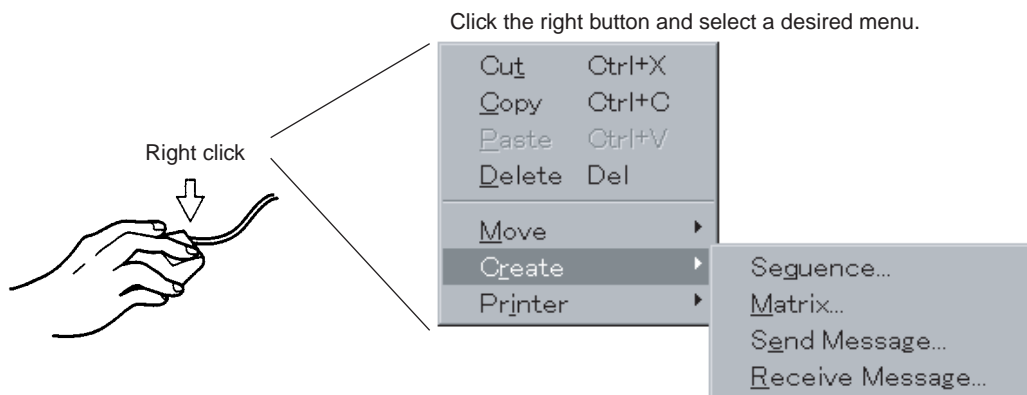 Click the right button and select a desired menu.
Right click
Cut Ctrl+X
Copy Ctrl+C
Paste Ctrl+V
Delete Del
Move
Create
Printer
Sequence...
Matrix...
Send Message...
Receive Message...